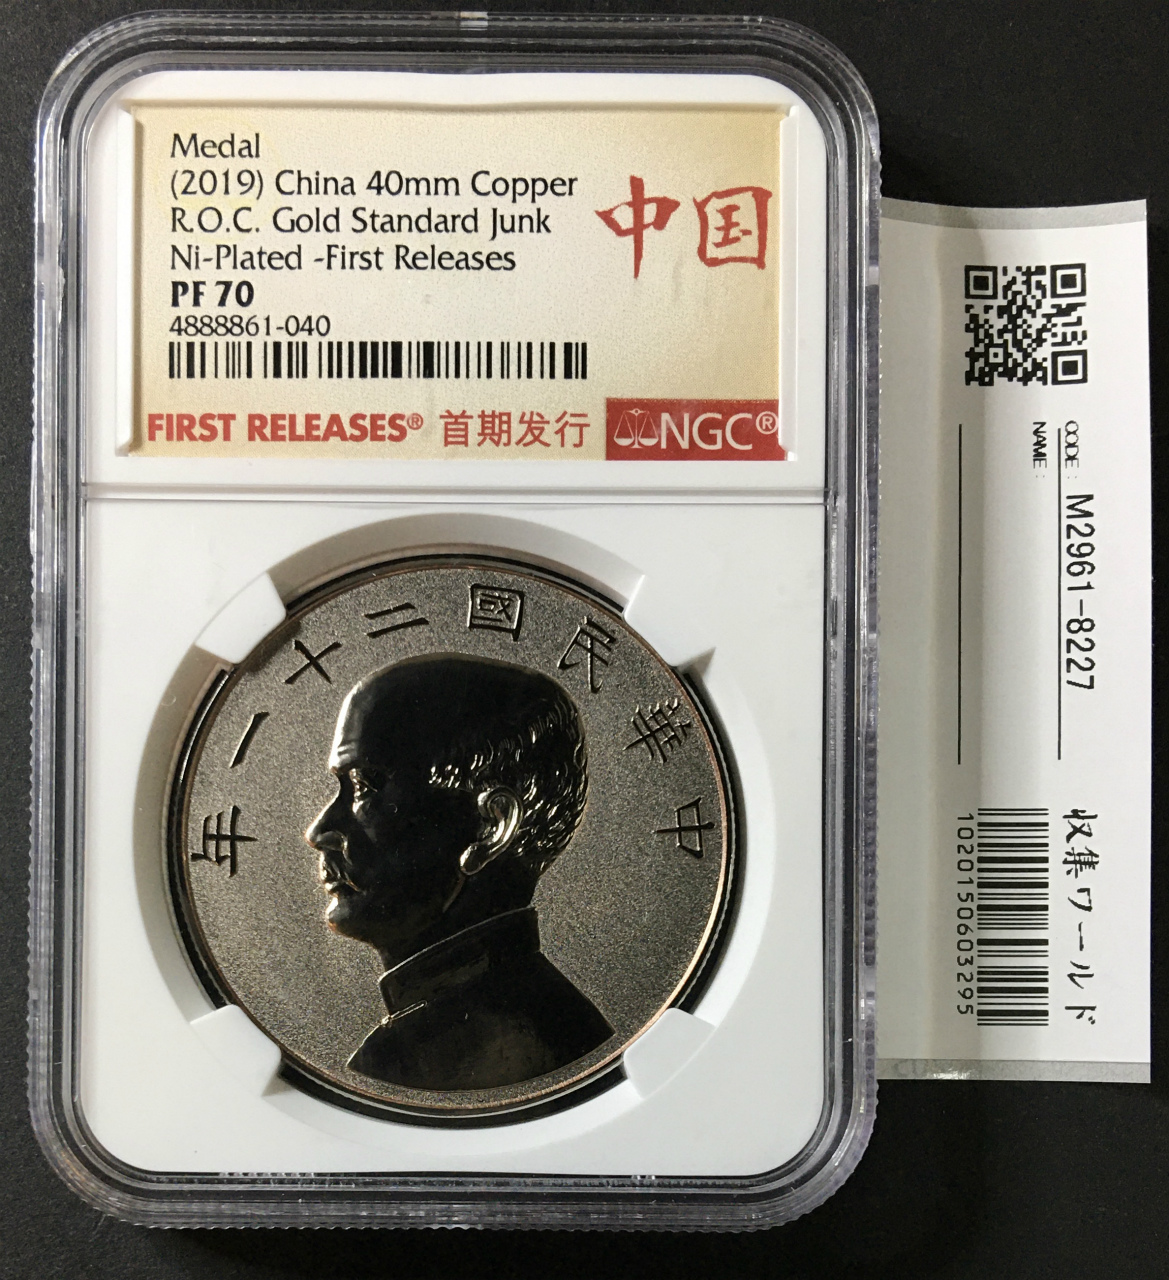 Medal
(2019) China 40mm Copper
R.O.C. Gold Standard Junk
Ni-Plated -First Releases
PF 70
4888861-040
中国
FIRST RELEASES® 首期发行
NGC®
中華民國二十一年
CODE : M2961-8227
NAME :
収集ワールド
1020150603295